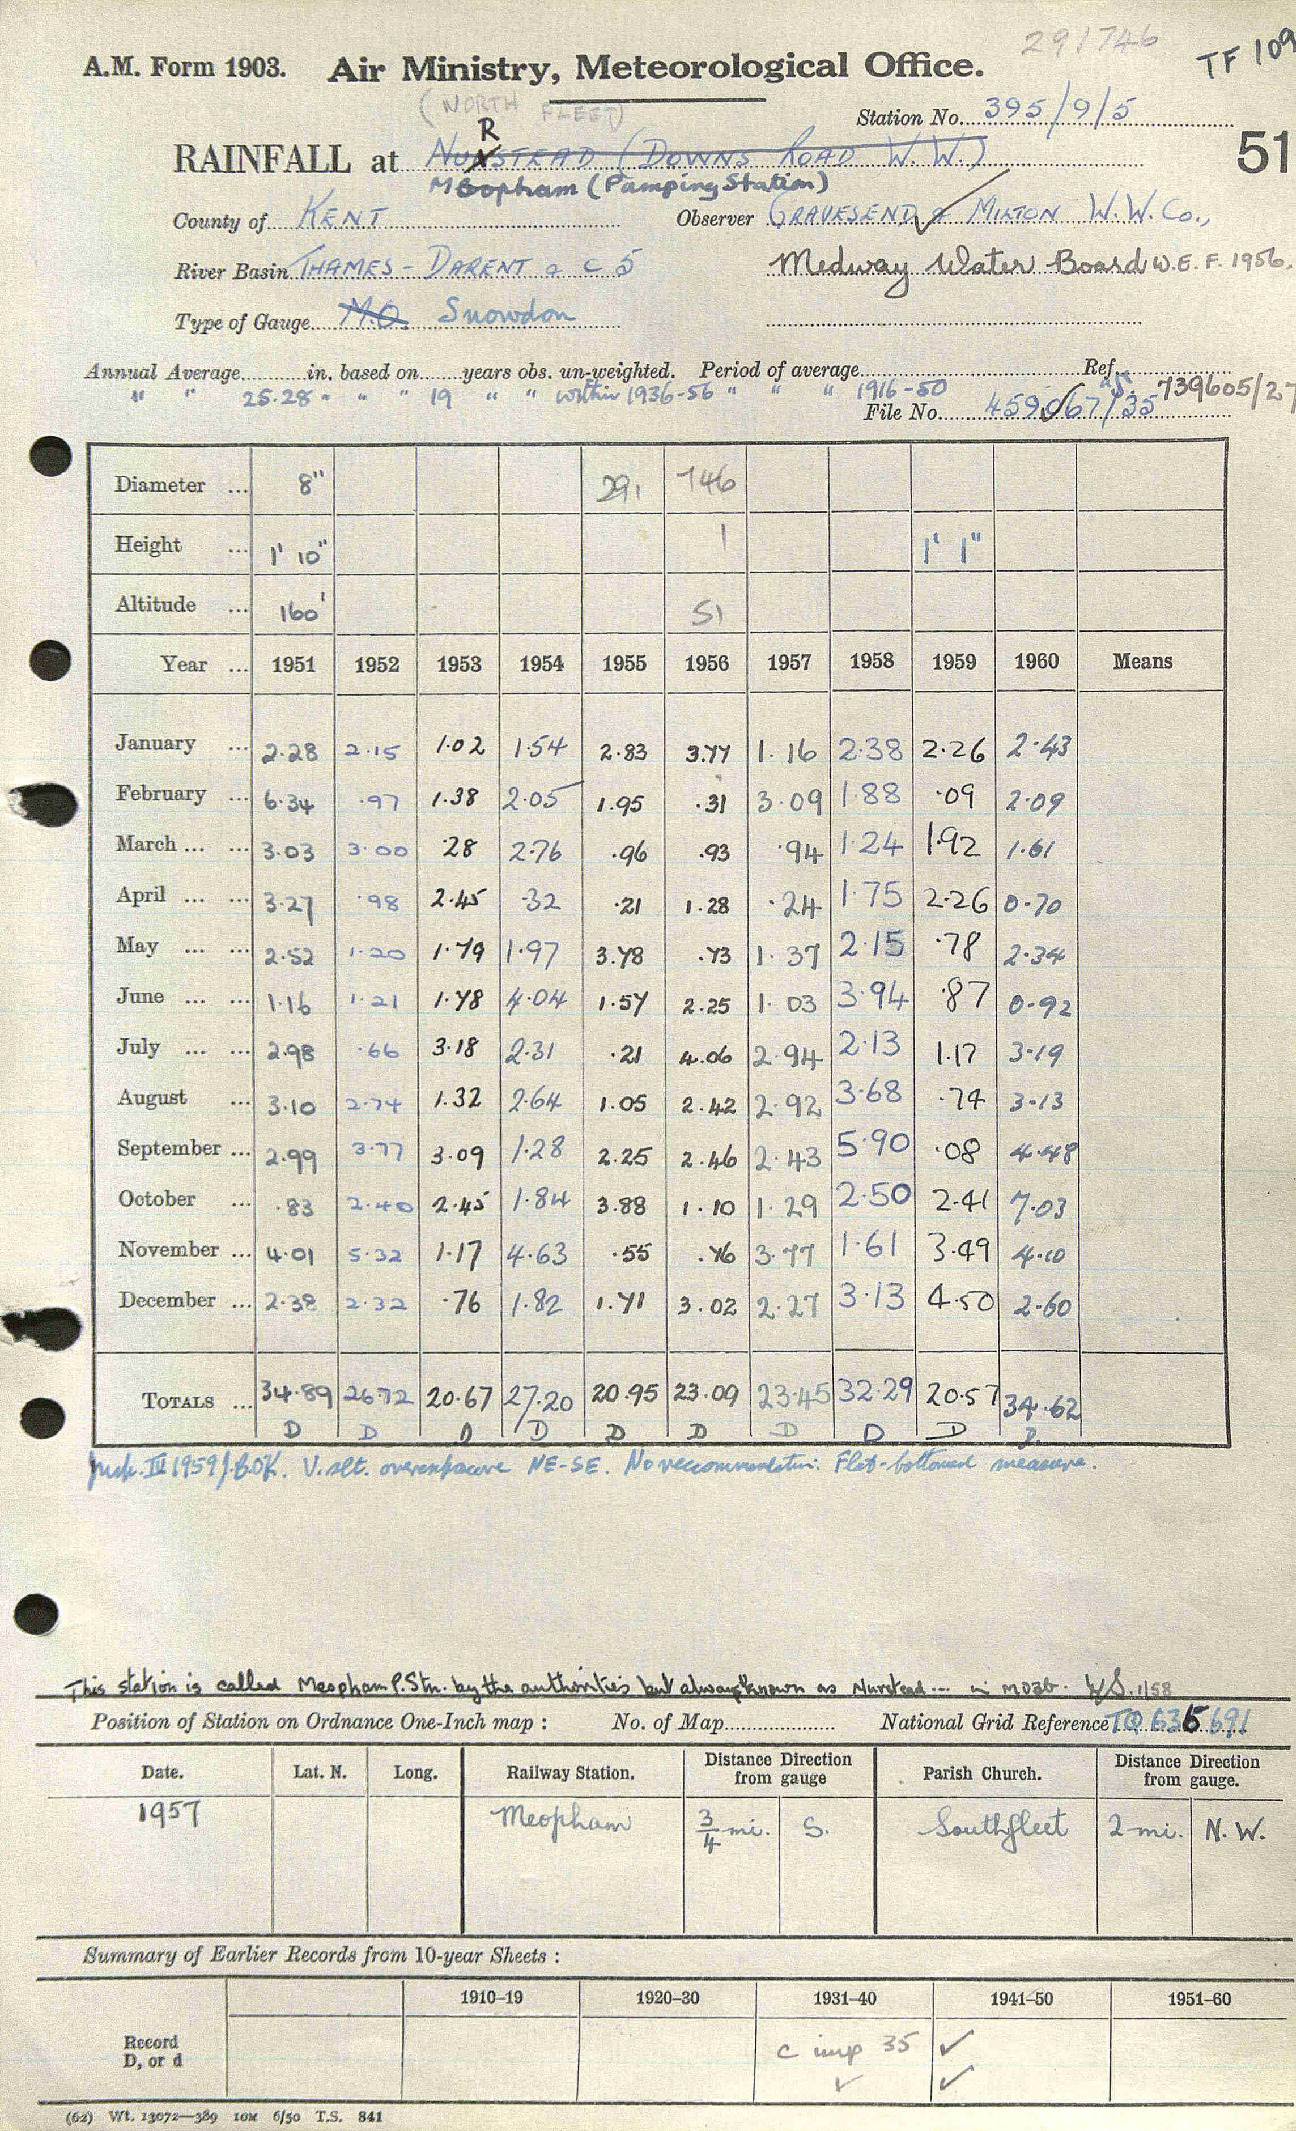 291746
TF 109
A.M. Form 1903. Air Ministry, Meteorological Office.
(NORTH FLEET)
Station No. 395/9/5
51
R
RAINFALL at NUNSTEAD (DOWNS ROAD W.W.)
Meopham (Pumping Station)
County of KENT Observer GRAVESEND & MILTON W.W. Co.,
River Basin THAMES - DARENT a c 5 Medway Water Board W.E.F. 1956.
Type of Gauge M.O. Snowdon
Annual Average in. based on years obs. un-weighted. Period of average Ref.
" " 25.28 " " " 19 " " within 1936-56 " " " 1916-50
File No. 459067/35 AS. 739605/27
Diameter ... 8" 291 746
Height ... 1' 10" 1 1' 1"
Altitude ... 160' 51
Year ... 1951 1952 1953 1954 1955 1956 1957 1958 1959 1960 Means
January ... 2.28 2.15 1.02 1.54 2.83 3.77 1.16 2.38 2.26 2.43
February ... 6.34 .97 1.38 2.05 1.95 .31 3.09 1.88 .09 2.09
March ... ... 3.03 3.00 .28 2.76 .96 .93 .94 1.24 1.92 1.61
April ... ... 3.27 .98 2.45 .32 .21 1.28 .24 1.75 2.26 0.70
May ... ... 2.52 1.20 1.79 1.97 3.78 .73 1.37 2.15 .78 2.34
June ... ... 1.16 1.21 1.78 4.04 1.57 2.25 1.03 3.94 .87 0.92
July ... ... 2.98 .66 3.18 2.31 .21 4.06 2.94 2.13 1.17 3.19
August ... 3.10 2.74 1.32 2.64 1.05 2.42 2.92 3.68 .74 3.13
September ... 2.99 3.77 3.09 1.28 2.25 2.46 2.43 5.90 .08 4.48
October ... .83 2.40 2.45 1.84 3.88 1.10 1.29 2.50 2.41 7.03
November ... 4.01 5.32 1.17 4.63 .55 .76 3.77 1.61 3.49 4.10
December ... 2.38 2.32 .76 1.82 1.71 3.02 2.27 3.13 4.50 2.60
TOTALS ... 34.89 26.72 20.67 27.20 20.95 23.09 23.45 32.29 20.57 34.62
D D D D D D D D D D
III 1959 B.O.K. V. slt. overexposure NE-SE. No recommendation. Flat-bottomed measure.
This station is called Meopham P. Stn. by the authorities but always known as Nurstead ... in MO3b. WS. 1/58
Position of Station on Ordnance One-Inch map : No. of Map National Grid Reference TQ 635 691
Date. Lat. N. Long. Railway Station. Distance Direction from gauge Parish Church. Distance Direction from gauge.
1957 Meopham 3/4 mi. S. Southfleet 2 mi. N.W.
Summary of Earlier Records from 10-year Sheets :
1910–19 1920–30 1931–40 1941–50 1951–60
Record D, or d c imp 35 ✓
✓ ✓
(62) Wt. 13072—389 10M 6/50 T.S. 841